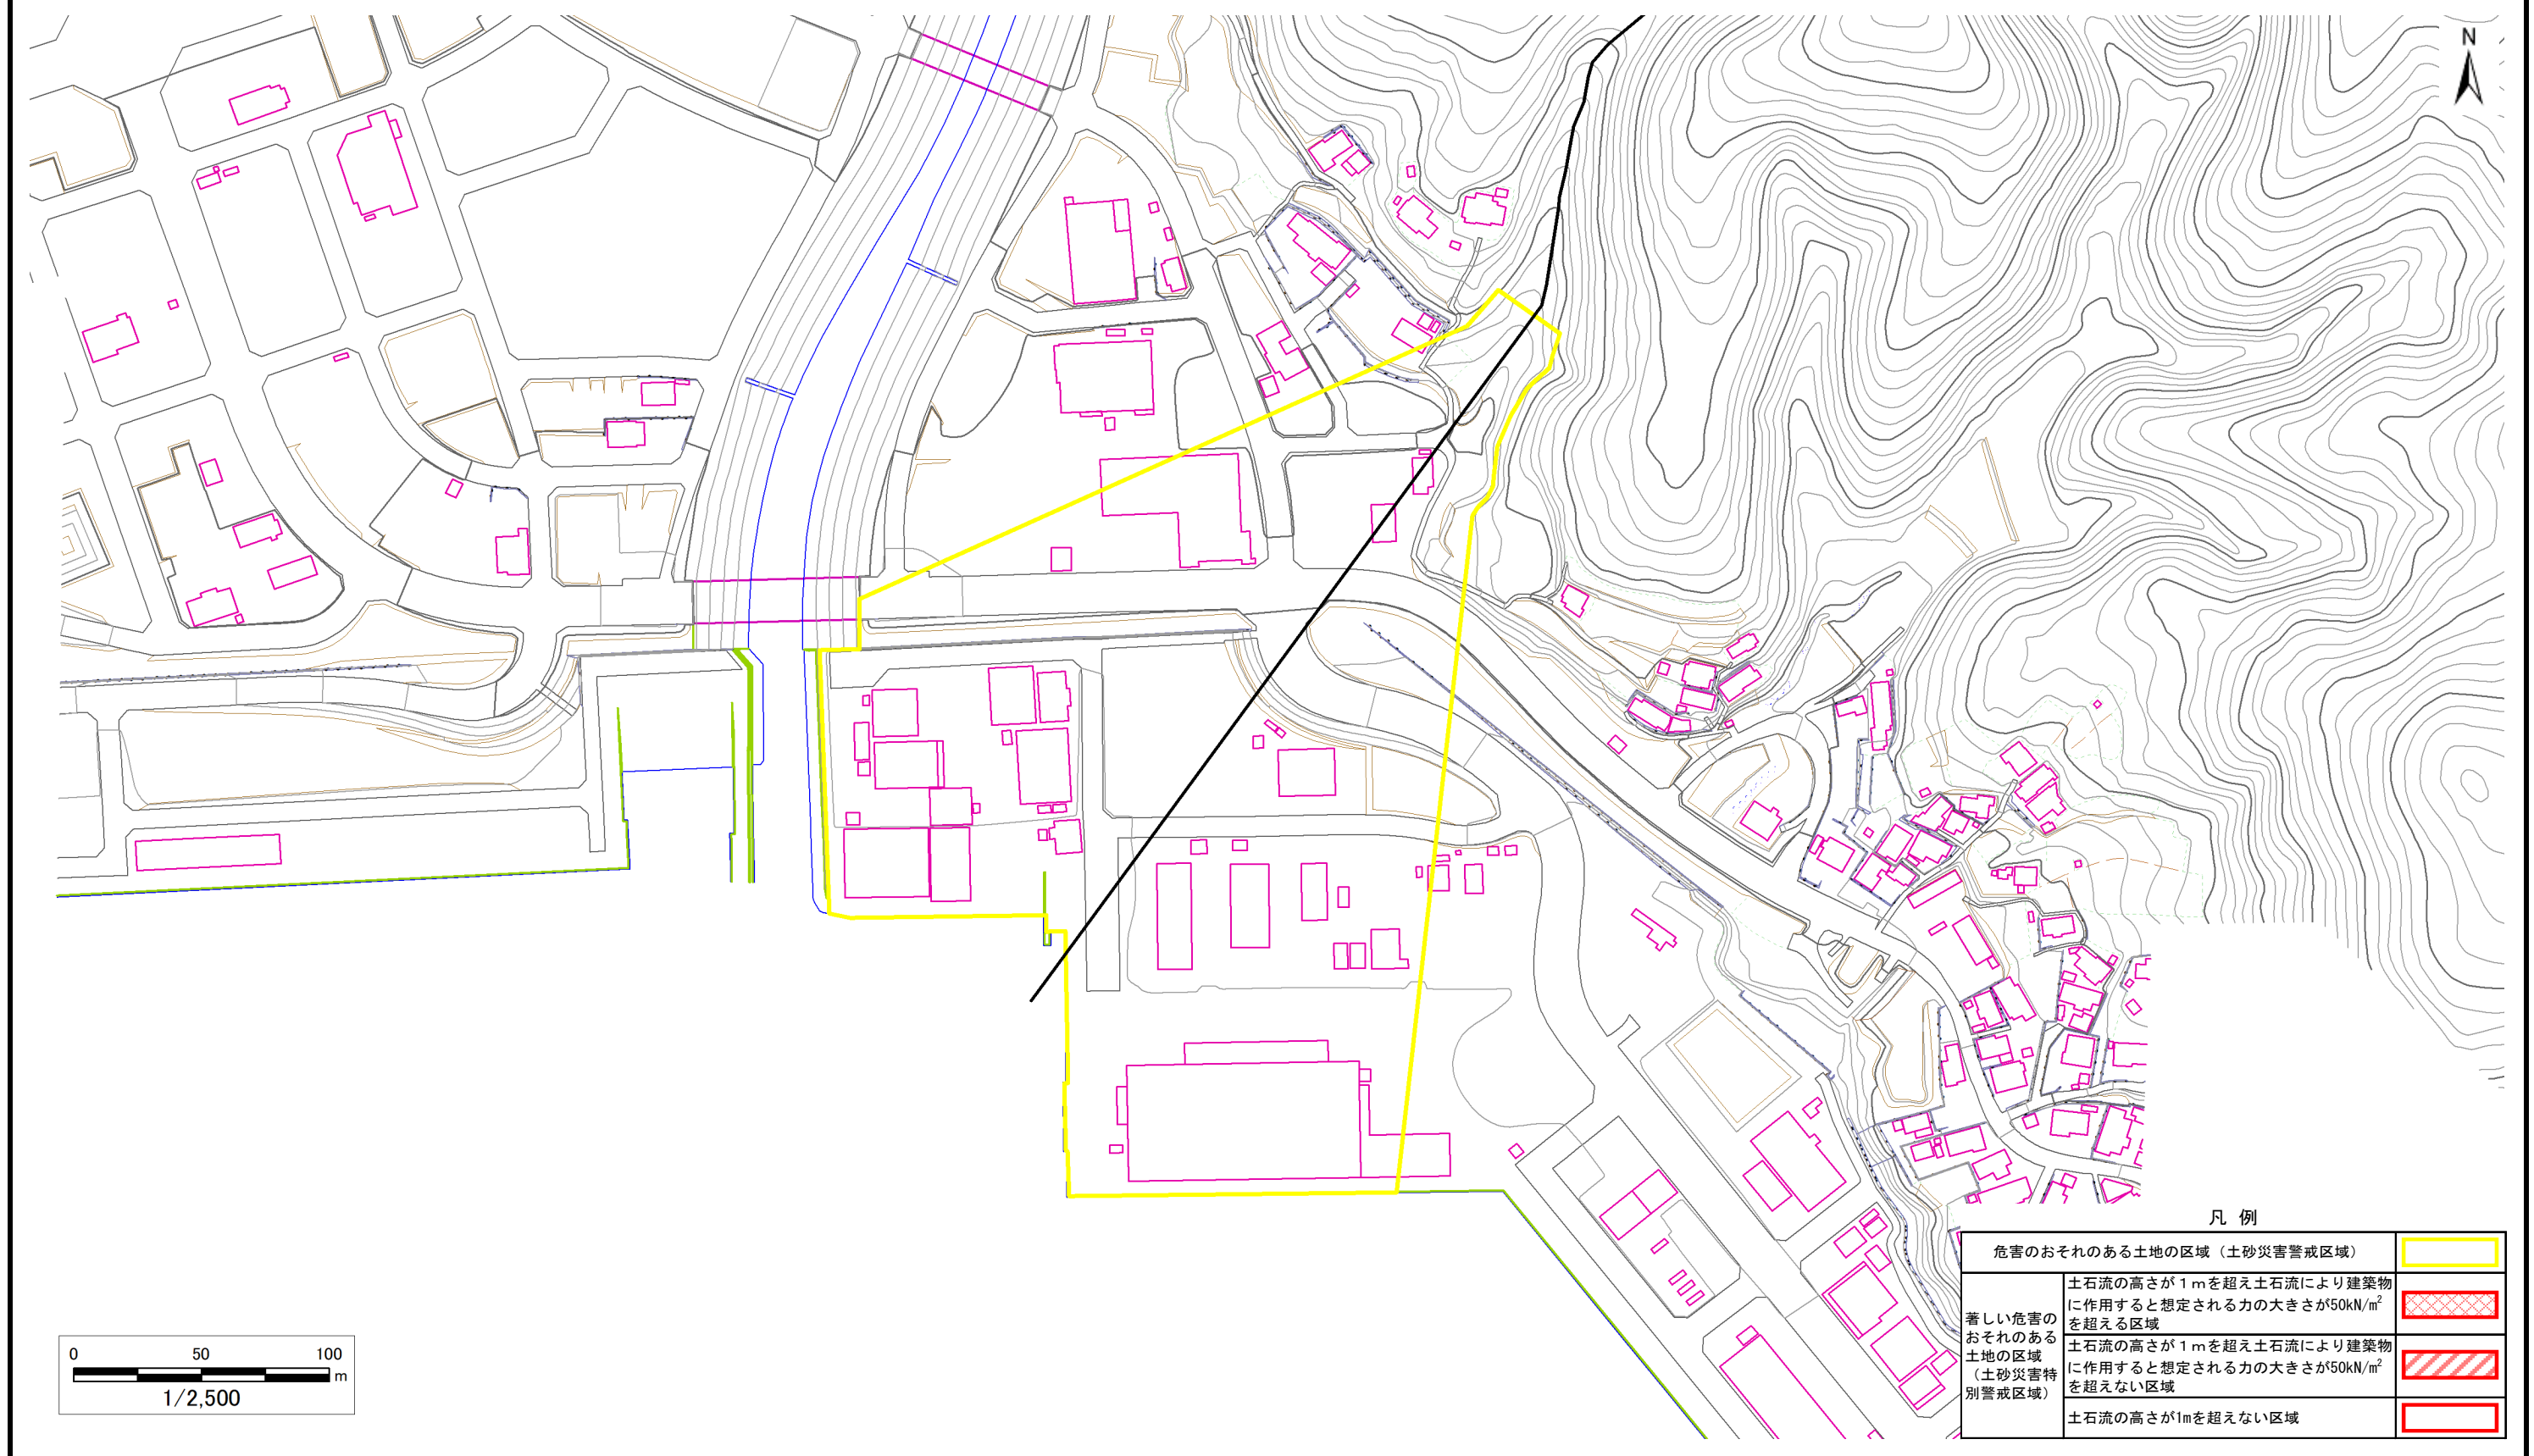 N
凡 例
危害のおそれのある土地の区域（土砂災害警戒区域）
著しい危害の
おそれのある
土地の区域
（土砂災害特
別警戒区域）
土石流の高さが１ｍを超え土石流により建築物
に作用すると想定される力の大きさが50kN/㎡
を超える区域
土石流の高さが１ｍを超え土石流により建築物
に作用すると想定される力の大きさが50kN/㎡
を超えない区域
土石流の高さが1mを超えない区域
0 50 100
m
1/2,500